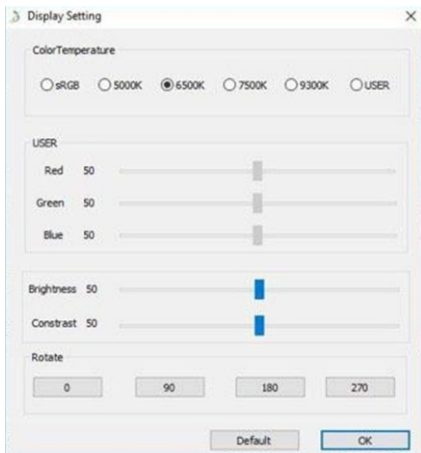 Display Setting
ColorTemperature
sRGB 5000K 6500K 7500K 9300K USER
USER
Red 50
Green 50
Blue 50
Brightness 50
Constrast 50
Rotate
0 90 180 270
Default OK